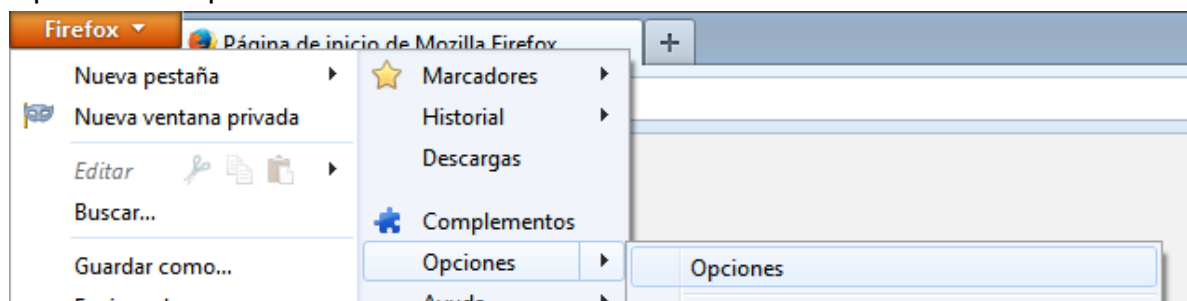 Firefox
Página de inicio de Mozilla Firefox
Nueva pestaña
Nueva ventana privada
Editar
Buscar...
Guardar como...
Marcadores
Historial
Descargas
Complementos
Opciones
Ayuda
Opciones